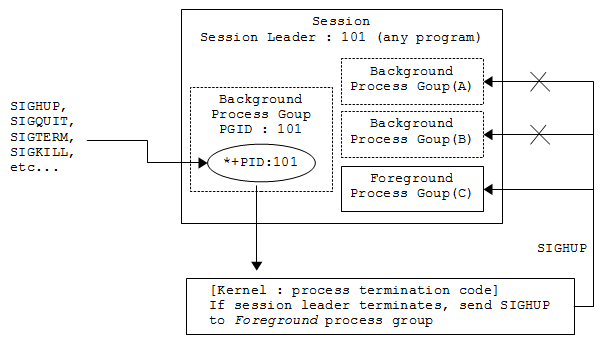 Session
Session Leader : 101 (any program)
Background
Process Goup(A)
SIGHUP,
SIGQUIT,
SIGTERM,
SIGKILL,
etc...
Background
Process Goup
PGID : 101
*+PID:101
Background
Process Goup(B)
Foreground
Process Goup(C)
SIGHUP
[Kernel : process termination code]
If session leader terminates, send SIGHUP
to Foreground process group